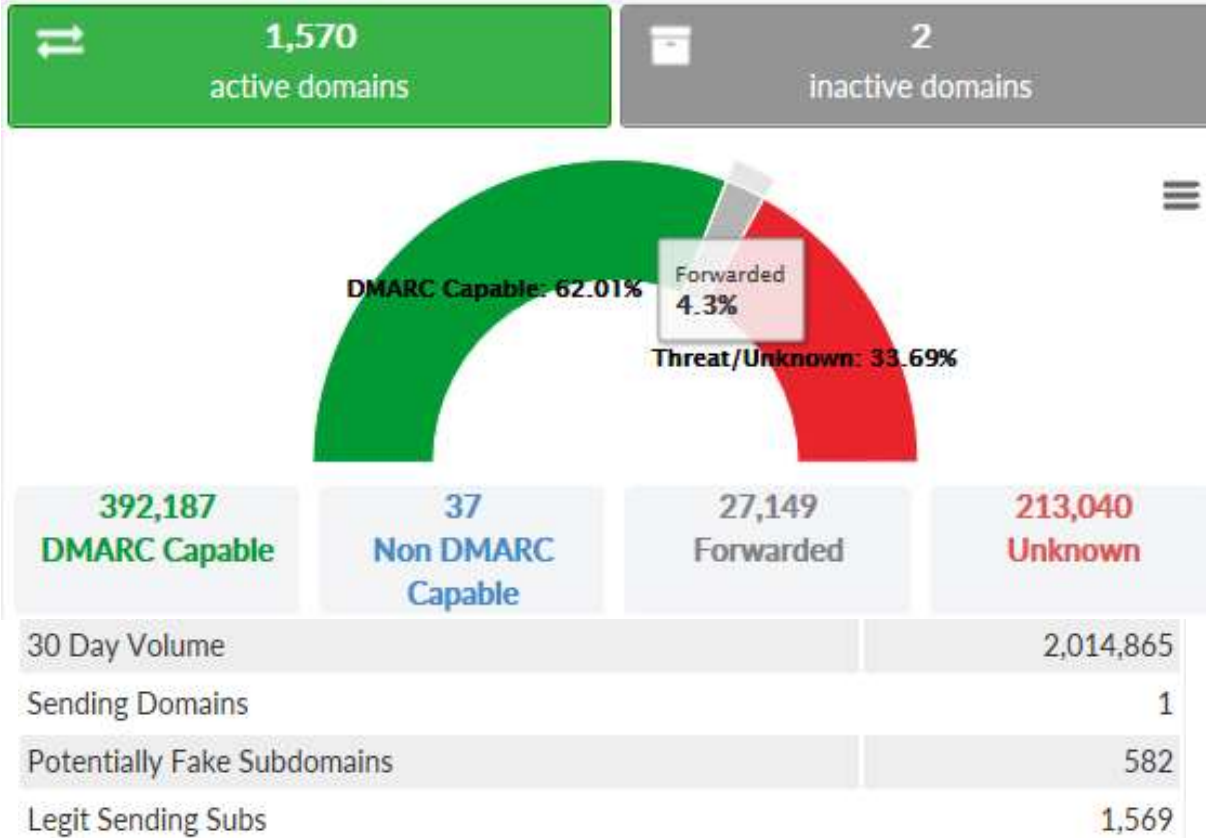 1,570
active domains
2
inactive domains
DMARC Capable: 62.01%
Forwarded
4.3%
Threat/Unknown: 33.69%
392,187
DMARC Capable
37
Non DMARC
Capable
27,149
Forwarded
213,040
Unknown
30 Day Volume 2,014,865
Sending Domains 1
Potentially Fake Subdomains 582
Legit Sending Subs 1,569